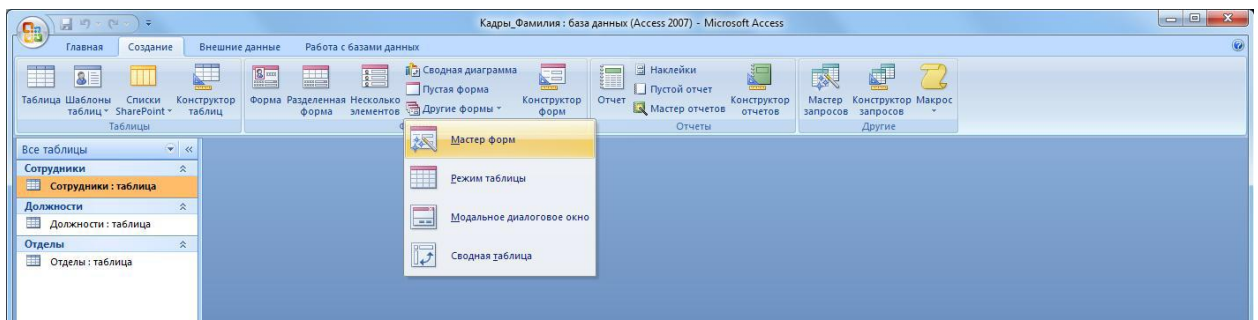 Кадры_Фамилия : база данных (Access 2007) - Microsoft Access
Главная Создание Внешние данные Работа с базами данных
Таблица
Шаблоны таблиц
Списки SharePoint
Конструктор таблиц
Таблицы
Форма
Разделенная форма
Несколько элементов
Сводная диаграмма
Пустая форма
Другие формы
Конструктор форм
Отчет
Наклейки
Пустой отчет
Мастер отчетов
Конструктор отчетов
Отчеты
Мастер запросов
Конструктор запросов
Макрос
Другие
Мастер форм
Режим таблицы
Модальное диалоговое окно
Сводная таблица
Все таблицы
Сотрудники
Сотрудники : таблица
Должности
Должности : таблица
Отделы
Отделы : таблица